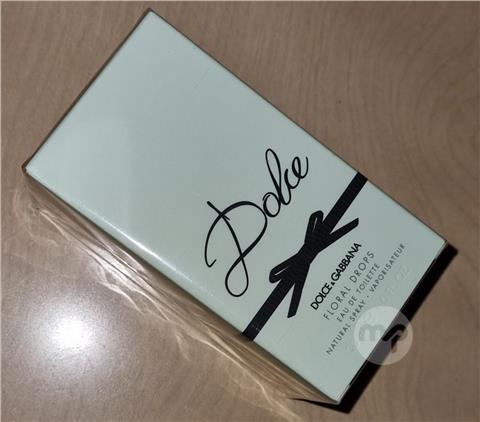 Dolce
DOLCE & GABBANA
FLORAL DROPS
EAU DE TOILETTE
NATURAL SPRAY - VAPORISATEUR